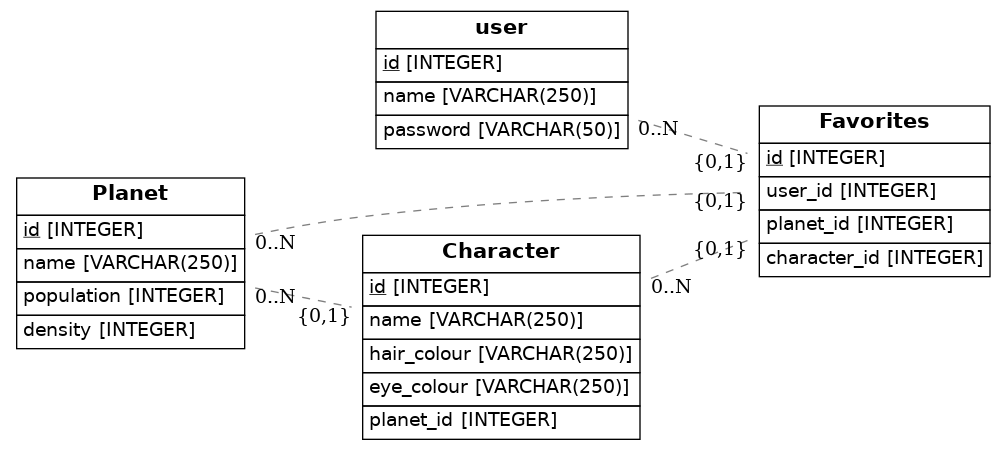 user
id [INTEGER]
name [VARCHAR(250)]
password [VARCHAR(50)]
0..N
{0,1}
Favorites
id [INTEGER]
user_id [INTEGER]
planet_id [INTEGER]
character_id [INTEGER]
{0,1}
{0,1}
Planet
id [INTEGER]
name [VARCHAR(250)]
population [INTEGER]
density [INTEGER]
0..N
0..N
{0,1}
Character
id [INTEGER]
name [VARCHAR(250)]
hair_colour [VARCHAR(250)]
eye_colour [VARCHAR(250)]
planet_id [INTEGER]
0..N